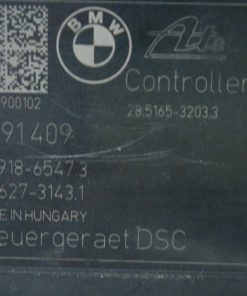 BMW
Ate
Controller
900102
28.5165-3203.3
91409
918-6547.3
627-3143.1
E IN HUNGARY
euergeraet DSC